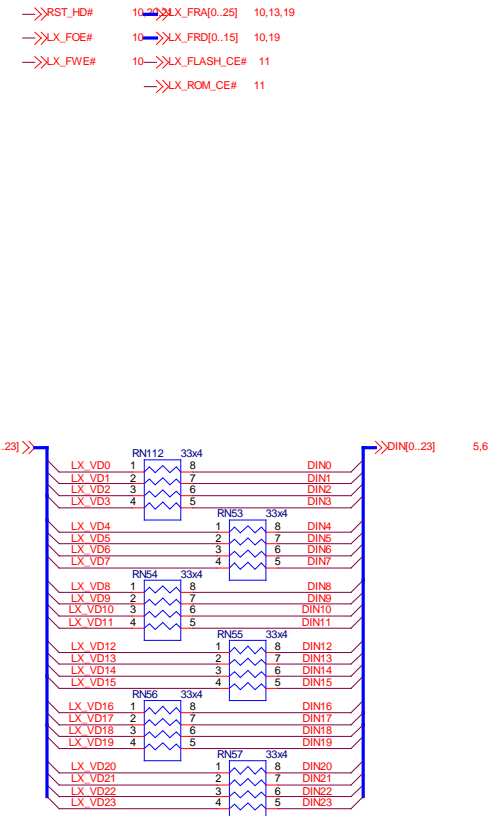 RST_HD# 10,20,21 LX_FRA[0..25] 10,13,19
LX_FOE# 10 LX_FRD[0..15] 10,19
LX_FWE# 10 LX_FLASH_CE# 11
LX_ROM_CE# 11
..23] DIN[0..23] 5,6
RN112 33x4
LX_VD0 1 8 DIN0
LX_VD1 2 7 DIN1
LX_VD2 3 6 DIN2
LX_VD3 4 5 DIN3
RN53 33x4
LX_VD4 1 8 DIN4
LX_VD5 2 7 DIN5
LX_VD6 3 6 DIN6
LX_VD7 4 5 DIN7
RN54 33x4
LX_VD8 1 8 DIN8
LX_VD9 2 7 DIN9
LX_VD10 3 6 DIN10
LX_VD11 4 5 DIN11
RN55 33x4
LX_VD12 1 8 DIN12
LX_VD13 2 7 DIN13
LX_VD14 3 6 DIN14
LX_VD15 4 5 DIN15
RN56 33x4
LX_VD16 1 8 DIN16
LX_VD17 2 7 DIN17
LX_VD18 3 6 DIN18
LX_VD19 4 5 DIN19
RN57 33x4
LX_VD20 1 8 DIN20
LX_VD21 2 7 DIN21
LX_VD22 3 6 DIN22
LX_VD23 4 5 DIN23